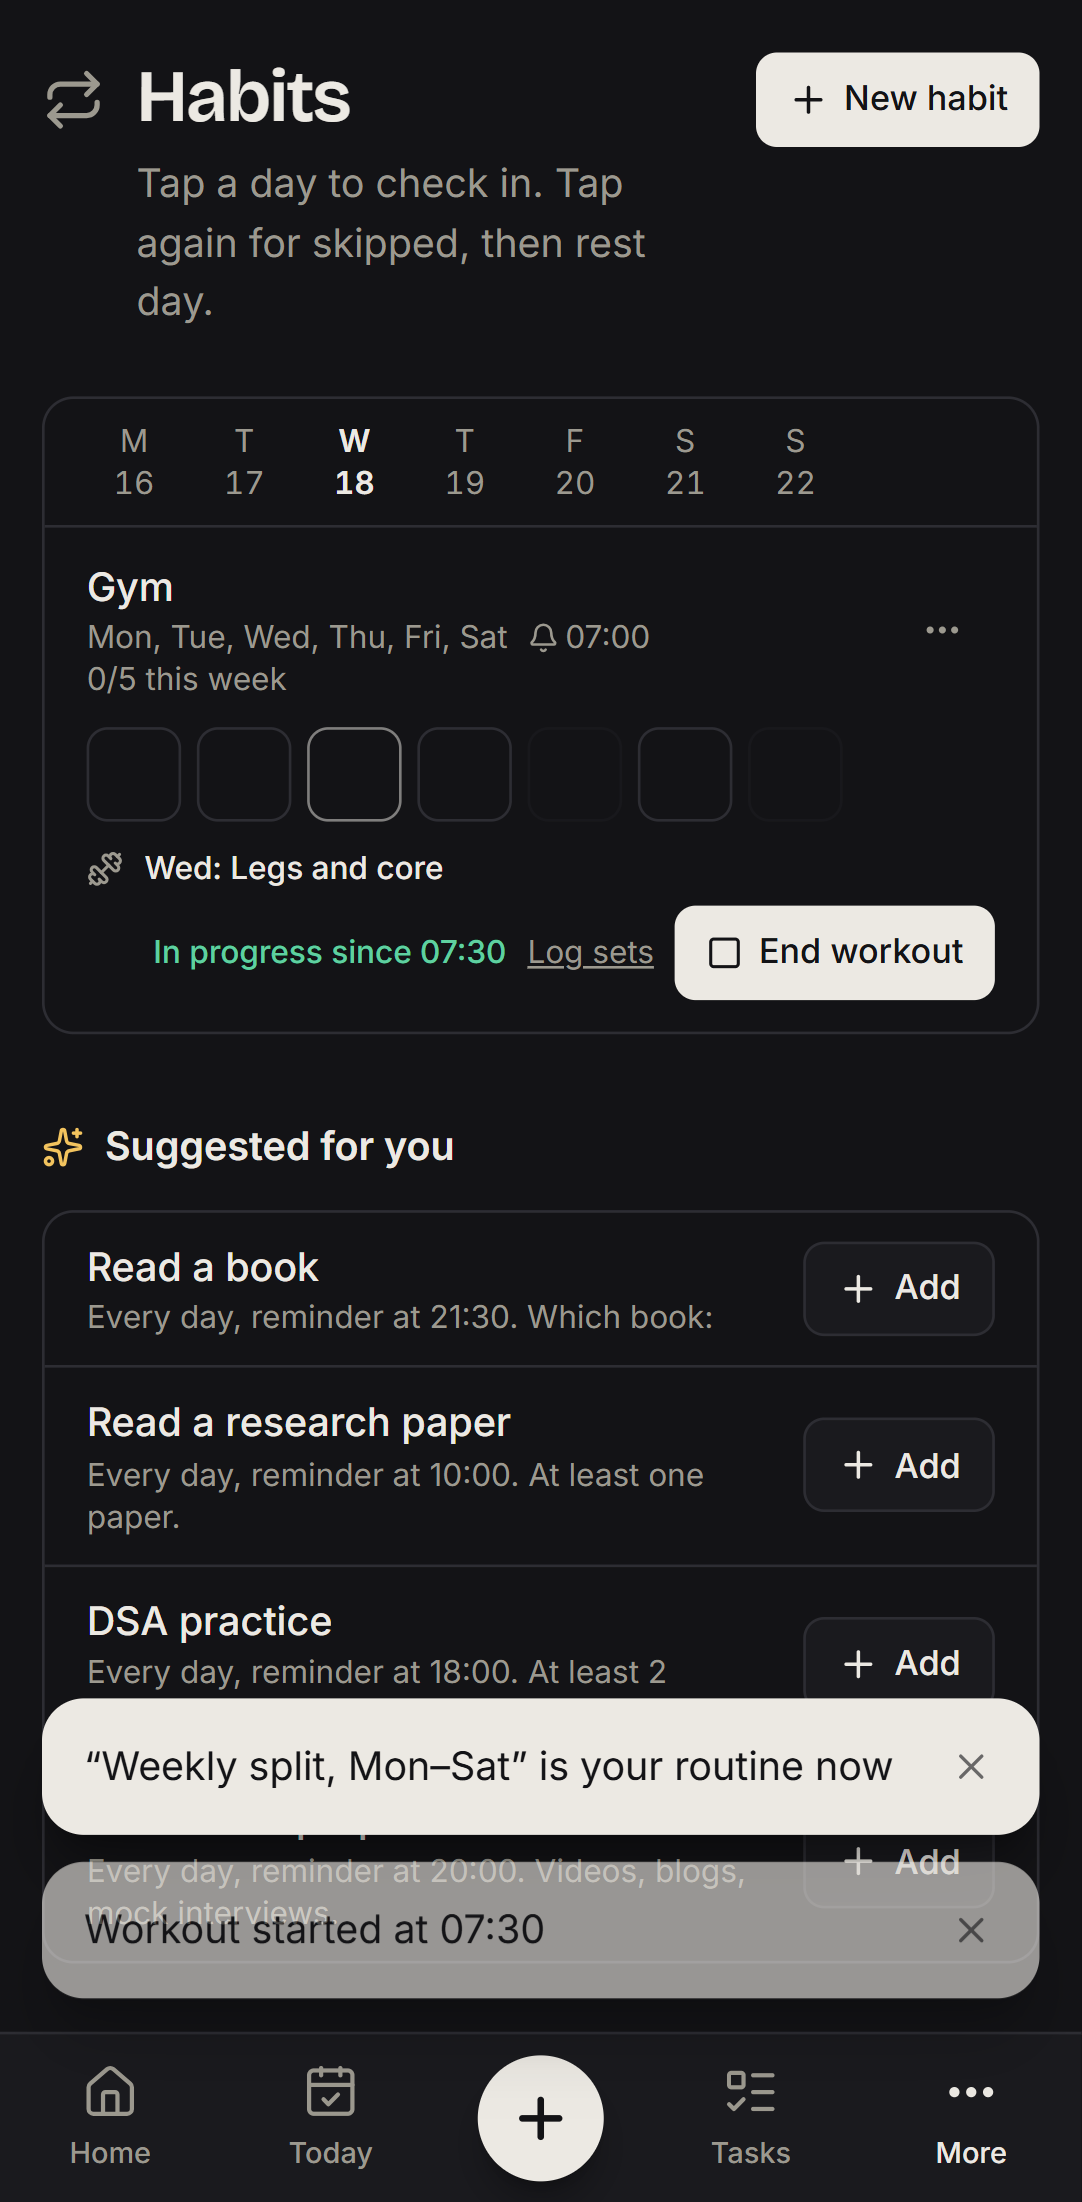 Habits
New habit
Tap a day to check in. Tap
again for skipped, then rest
day.
M T W T F S S
16 17 18 19 20 21 22
Gym
Mon, Tue, Wed, Thu, Fri, Sat 07:00
0/5 this week
Wed: Legs and core
In progress since 07:30 Log sets End workout
Suggested for you
Read a book
Every day, reminder at 21:30. Which book:
Add
Read a research paper
Every day, reminder at 10:00. At least one
paper.
Add
DSA practice
Every day, reminder at 18:00. At least 2
Add
“Weekly split, Mon–Sat” is your routine now
Every day, reminder at 20:00. Videos, blogs,
mock interviews.
Add
Workout started at 07:30
Home Today Tasks More